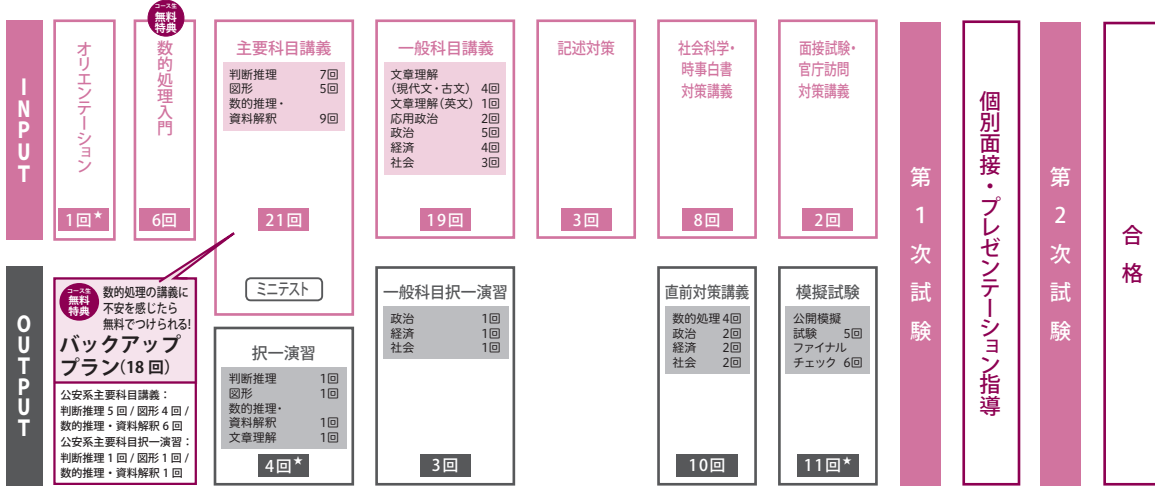 INPUT
オリエンテーション
1回★
コース生
無料
特典
数的処理入門
6回
主要科目講義
判断推理 7回
図形 5回
数的推理・
資料解釈 9回
21回
ミニテスト
一般科目講義
文章理解
(現代文・古文) 4回
文章理解(英文) 1回
応用政治 2回
政治 5回
経済 4回
社会 3回
19回
記述対策
3回
社会科学・
時事白書
対策講義
8回
面接試験・
官庁訪問
対策講義
2回
OUTPUT
コース生
無料
特典
数的処理の講義に
不安を感じたら
無料でつけられる!
バックアップ
プラン(18回)
公安系主要科目講義:
判断推理5回/図形4回/
数的推理・資料解釈6回
公安系主要科目択一演習:
判断推理1回/図形1回/
数的推理・資料解釈1回
択一演習
判断推理 1回
図形 1回
数的推理・
資料解釈 1回
文章理解 1回
4回★
一般科目択一演習
政治 1回
経済 1回
社会 1回
3回
直前対策講義
数的処理 4回
政治 2回
経済 2回
社会 2回
10回
模擬試験
公開模擬
試験 5回
ファイナル
チェック 6回
11回★
第1次試験
個別面接・プレゼンテーション指導
第2次試験
合格